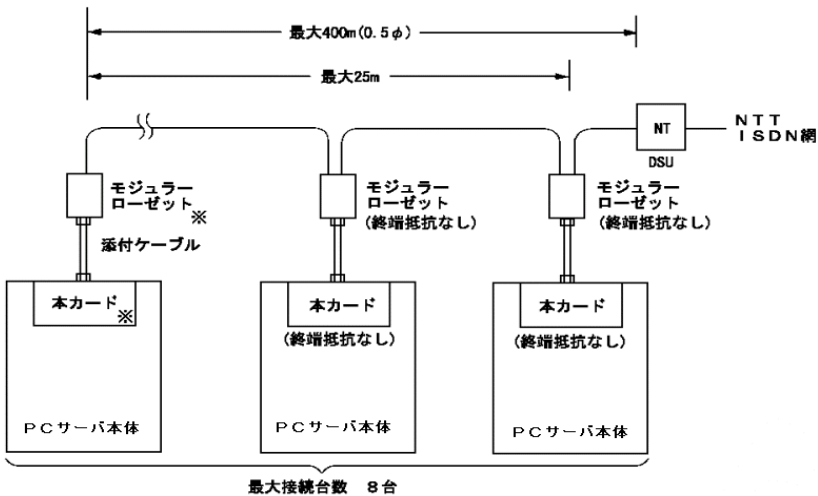 最大400m(0.5φ)
最大25m
NT
DSU
ＮＴＴ
ＩＳＤＮ網
モジュラー
ローゼット※
モジュラー
ローゼット
(終端抵抗なし)
モジュラー
ローゼット
(終端抵抗なし)
添付ケーブル
本カード※
本カード
本カード
(終端抵抗なし)
(終端抵抗なし)
ＰＣサーバ本体
ＰＣサーバ本体
ＰＣサーバ本体
最大接続台数　８台